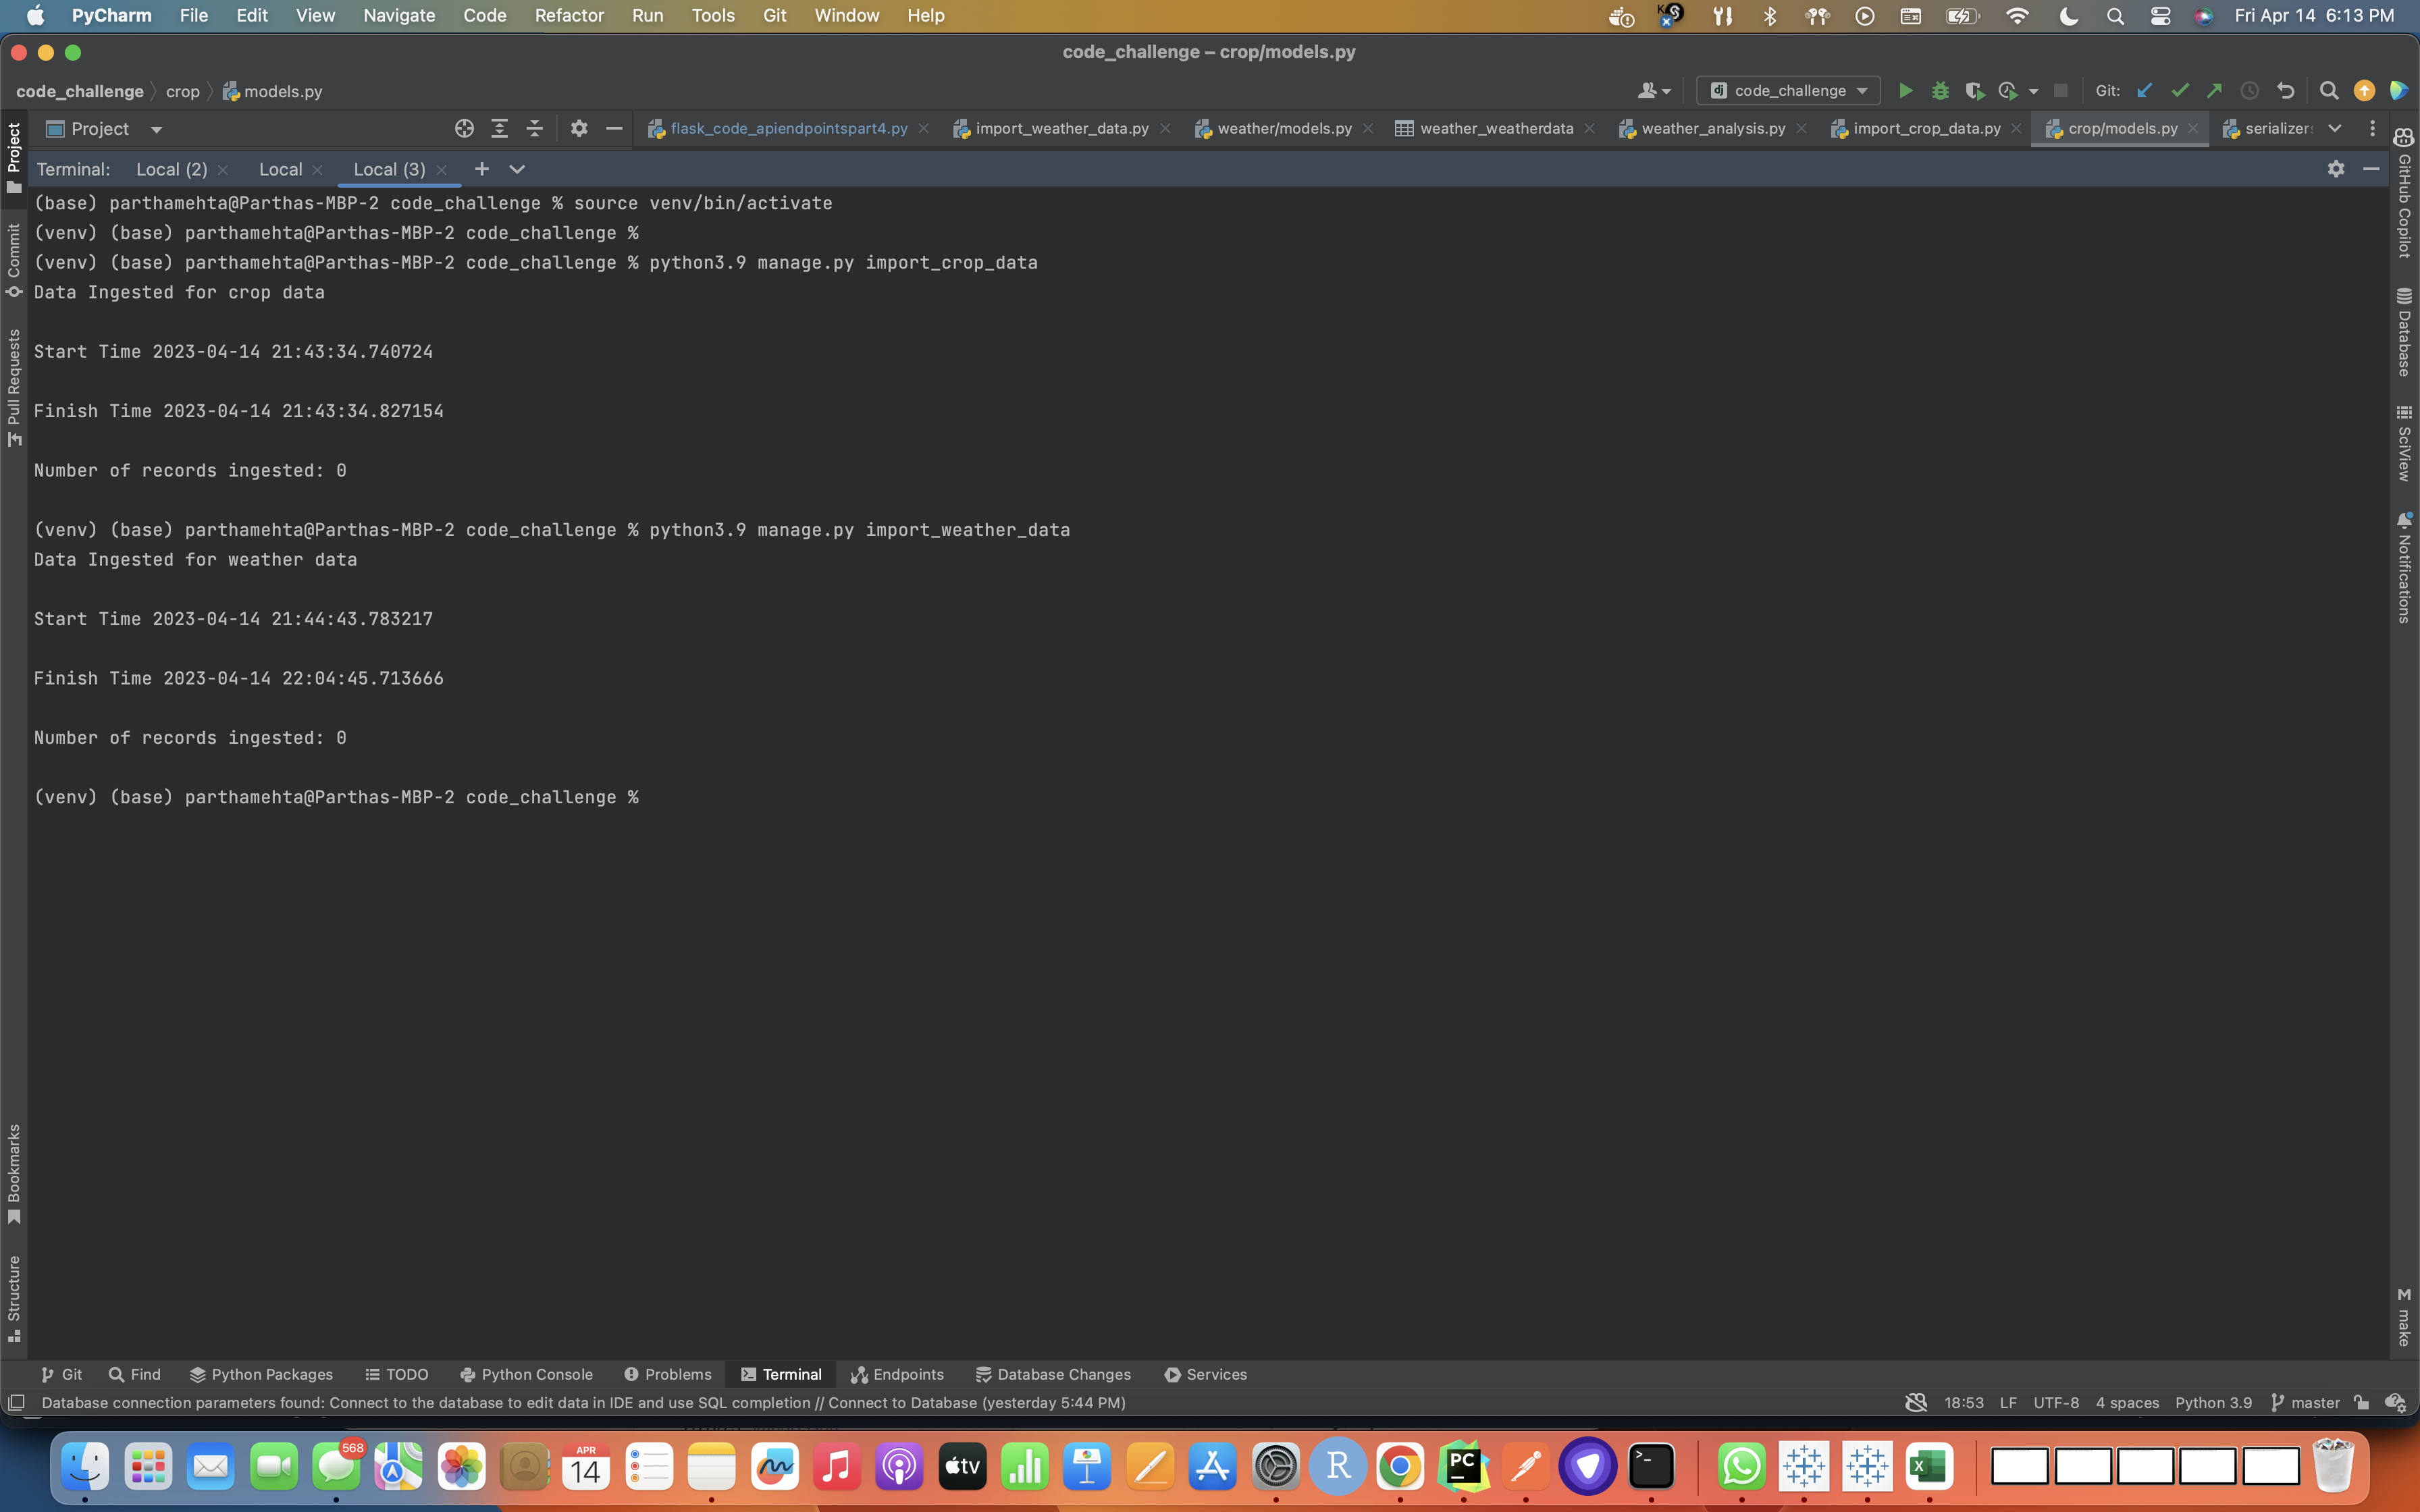 PyCharm File Edit View Navigate Code Refactor Run Tools Git Window Help Fri Apr 14 6:13 PM
code_challenge – crop/models.py
code_challenge crop models.py code_challenge Git:
Project flask_code_apiendpointspart4.py import_weather_data.py weather/models.py weather_weatherdata weather_analysis.py import_crop_data.py crop/models.py serializer
Terminal: Local (2) Local Local (3)
(base) parthamehta@Parthas-MBP-2 code_challenge % source venv/bin/activate
(venv) (base) parthamehta@Parthas-MBP-2 code_challenge %
(venv) (base) parthamehta@Parthas-MBP-2 code_challenge % python3.9 manage.py import_crop_data
Data Ingested for crop data
Start Time 2023-04-14 21:43:34.740724
Finish Time 2023-04-14 21:43:34.827154
Number of records ingested: 0
(venv) (base) parthamehta@Parthas-MBP-2 code_challenge % python3.9 manage.py import_weather_data
Data Ingested for weather data
Start Time 2023-04-14 21:44:43.783217
Finish Time 2023-04-14 22:04:45.713666
Number of records ingested: 0
(venv) (base) parthamehta@Parthas-MBP-2 code_challenge %
Project
Commit
Pull Requests
Bookmarks
Structure
GitHub Copilot
Database
SciView
Notifications
M make
Git Find Python Packages TODO Python Console Problems Terminal Endpoints Database Changes Services
Database connection parameters found: Connect to the database to edit data in IDE and use SQL completion // Connect to Database (yesterday 5:44 PM) 18:53 LF UTF-8 4 spaces Python 3.9 master
568
APR
14
tv
R
PC
X